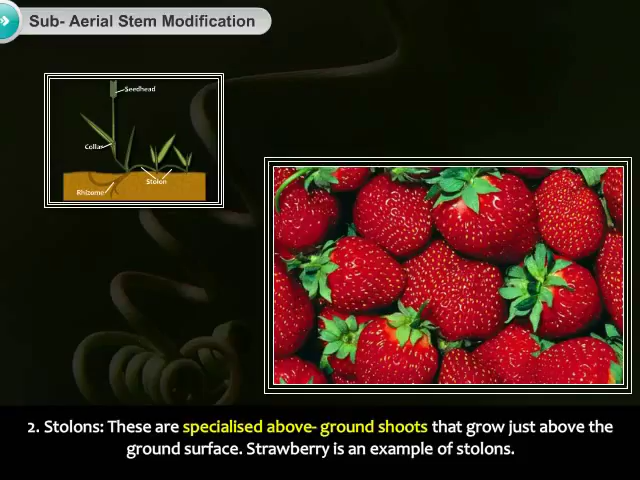 Sub- Aerial Stem Modification
Seedhead
Collar
Stolon
Rhizome
2. Stolons: These are specialised above- ground shoots that grow just above the
ground surface. Strawberry is an example of stolons.